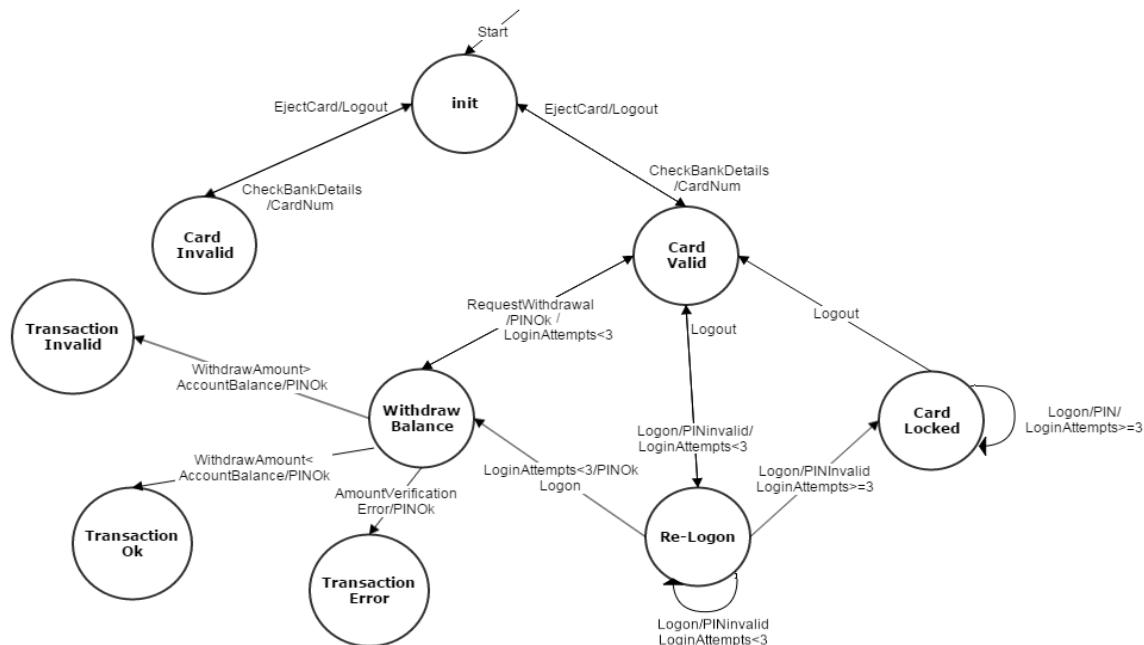 Start
init
EjectCard/Logout
EjectCard/Logout
CheckBankDetails
/CardNum
CheckBankDetails
/CardNum
Card
Invalid
Card
Valid
Transaction
Invalid
RequestWithdrawal
/PINOk /
LoginAttempts<3
Logout
Logout
WithdrawAmount>
AccountBalance/PINOk
Withdraw
Balance
Card
Locked
Logon/PIN/
LoginAttempts>=3
Logon/PINinvalid/
LoginAttempts<3
WithdrawAmount<
AccountBalance/PINOk
LoginAttempts<3/PINOk
Logon
Logon/PINInvalid
LoginAttempts>=3
AmountVerification
Error/PINOk
Transaction
Ok
Re-Logon
Transaction
Error
Logon/PINinvalid
LoginAttempts<3